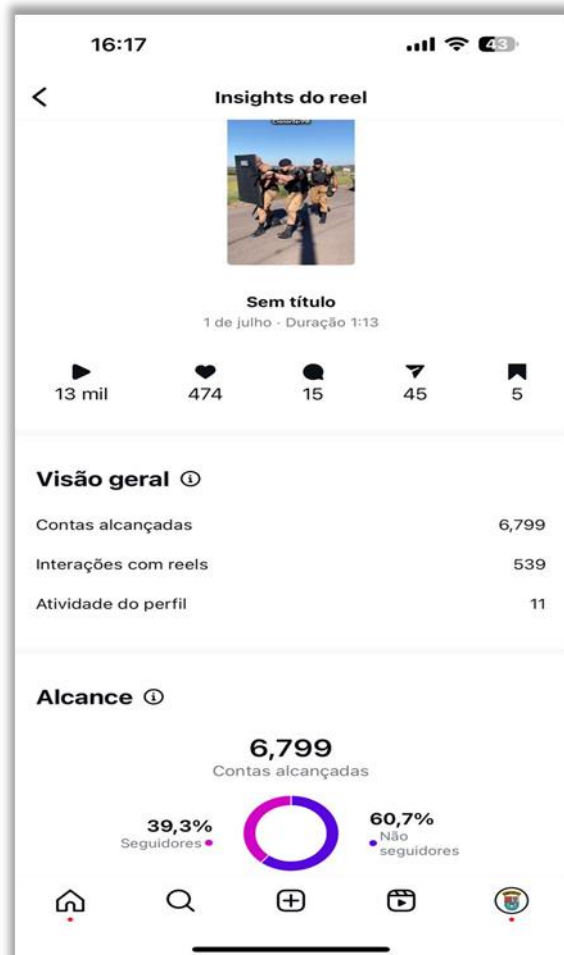 16:17
43
Insights do reel
Sem título
1 de julho · Duração 1:13
13 mil 474 15 45 5
Visão geral
Contas alcançadas 6,799
Interações com reels 539
Atividade do perfil 11
Alcance
6,799
Contas alcançadas
39,3%
Seguidores
60,7%
Não
seguidores